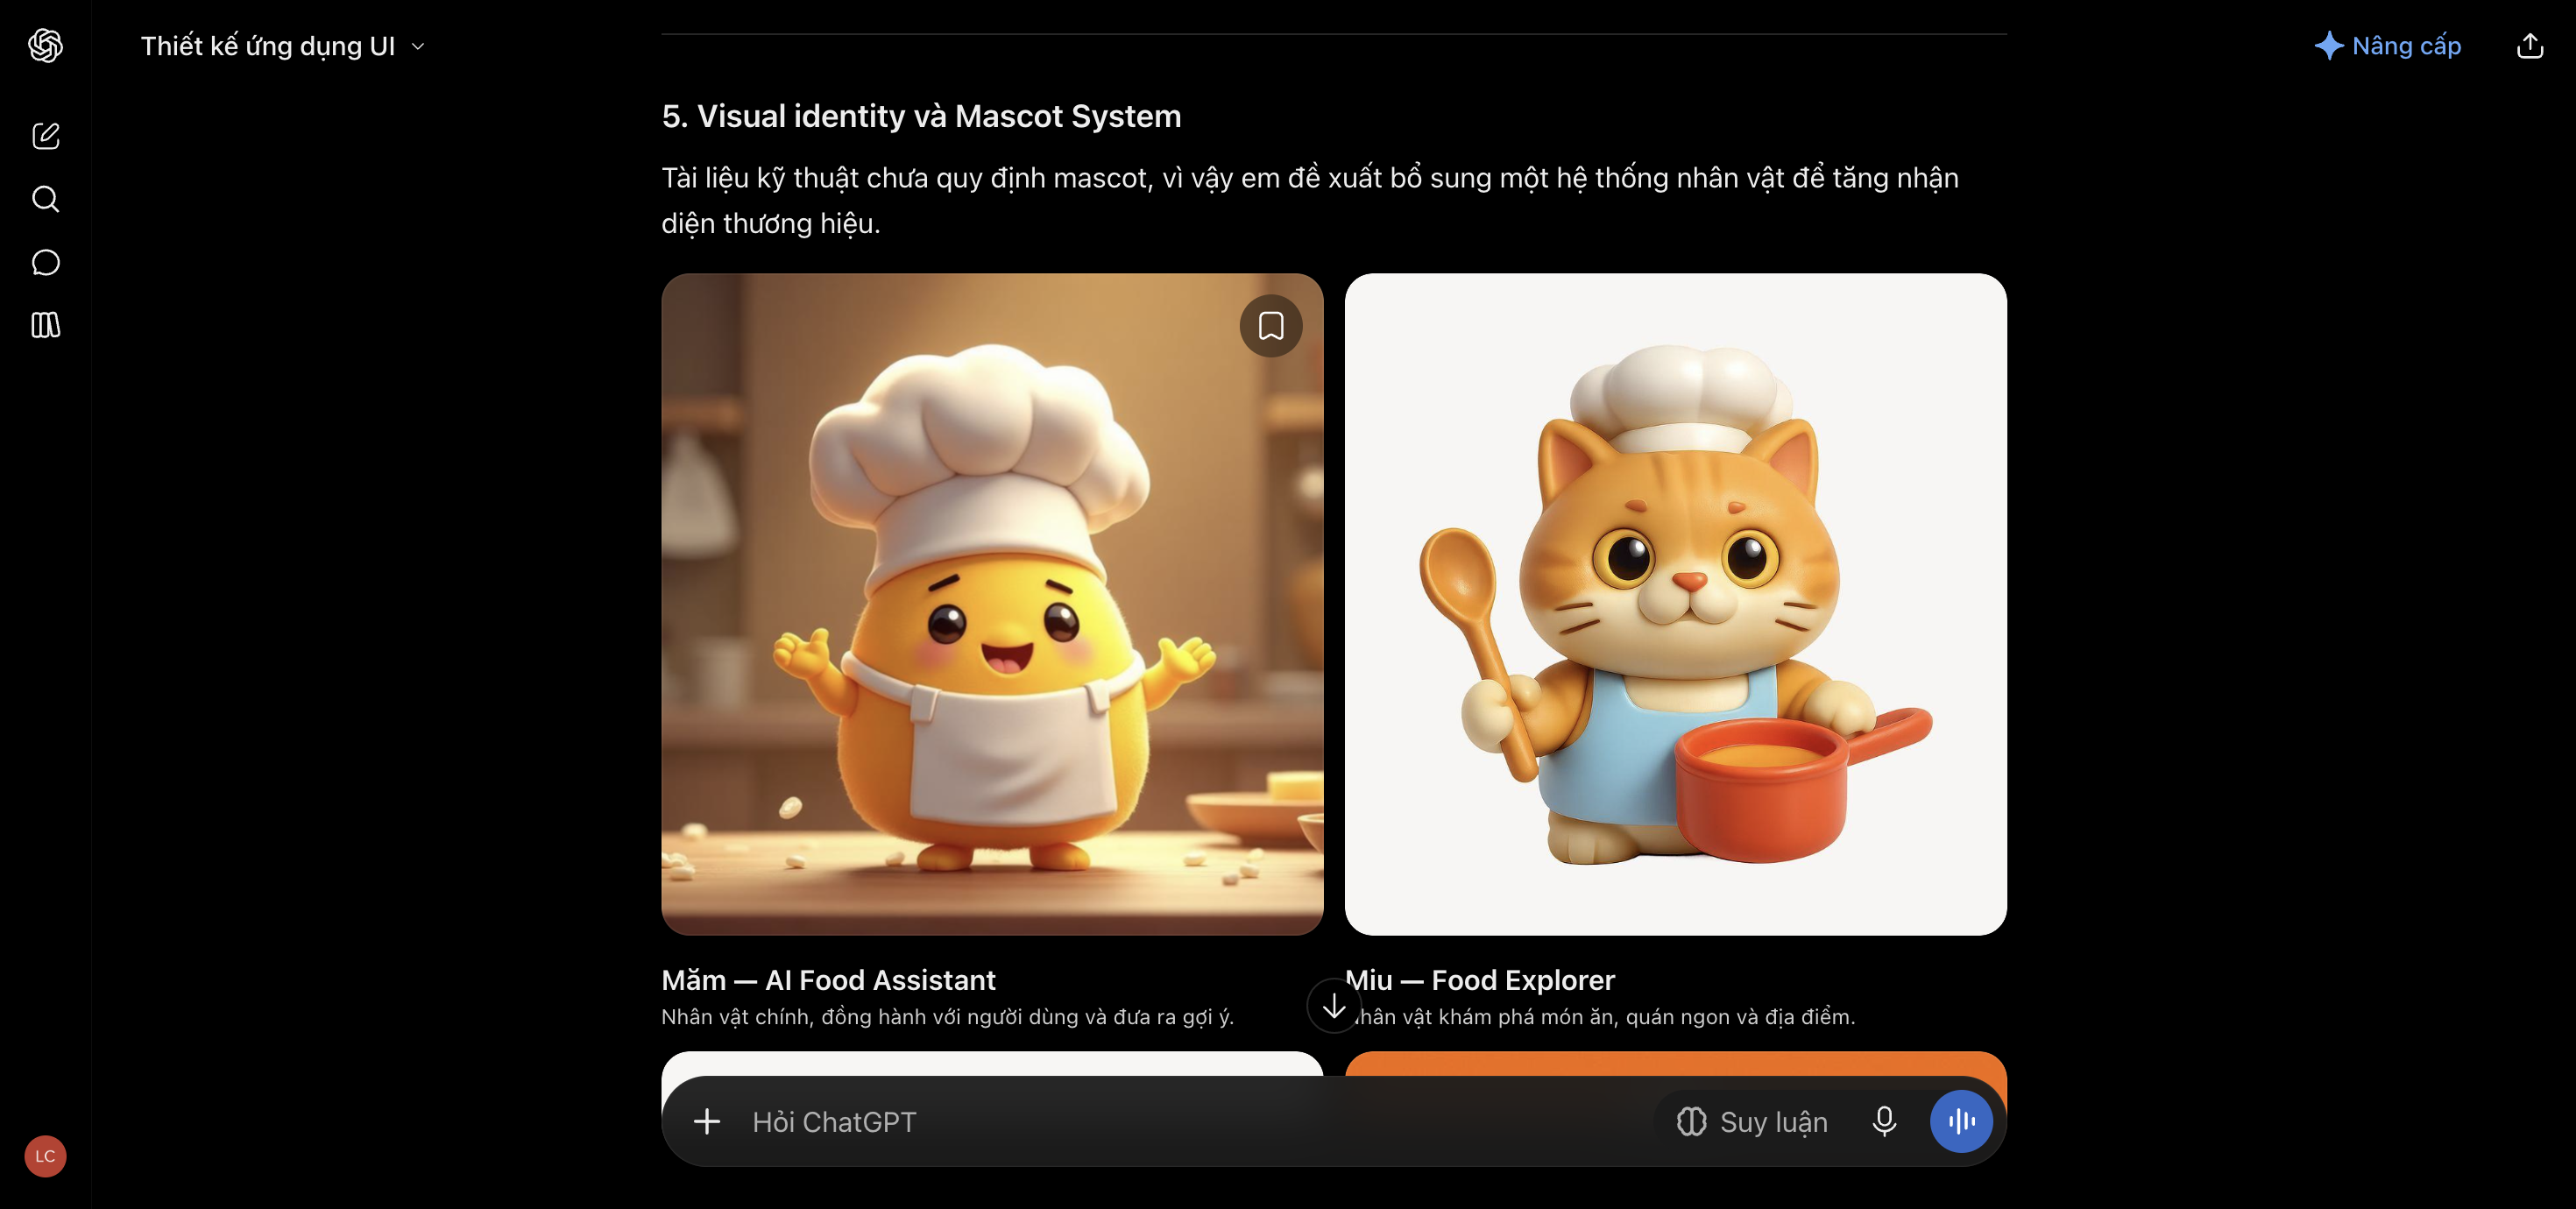 Thiết kế ứng dụng UI
Nâng cấp
5. Visual identity và Mascot System
Tài liệu kỹ thuật chưa quy định mascot, vì vậy em đề xuất bổ sung một hệ thống nhân vật để tăng nhận
diện thương hiệu.
Măm — AI Food Assistant
Nhân vật chính, đồng hành với người dùng và đưa ra gợi ý.
Miu — Food Explorer
Nhân vật khám phá món ăn, quán ngon và địa điểm.
Hỏi ChatGPT
Suy luận
LC